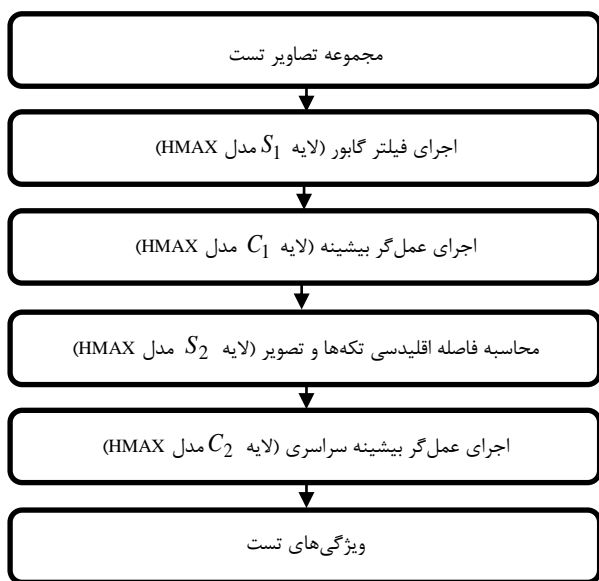 مجموعه تصاویر تست
اجرای فیلتر گابور (لایه S1 مدل HMAX)
اجرای عمل‌گر بیشینه (لایه C1 مدل HMAX)
محاسبه فاصله اقلیدسی تکه‌ها و تصویر (لایه S2 مدل HMAX)
اجرای عمل‌گر بیشینه سراسری (لایه C2 مدل HMAX)
ویژگی‌های تست